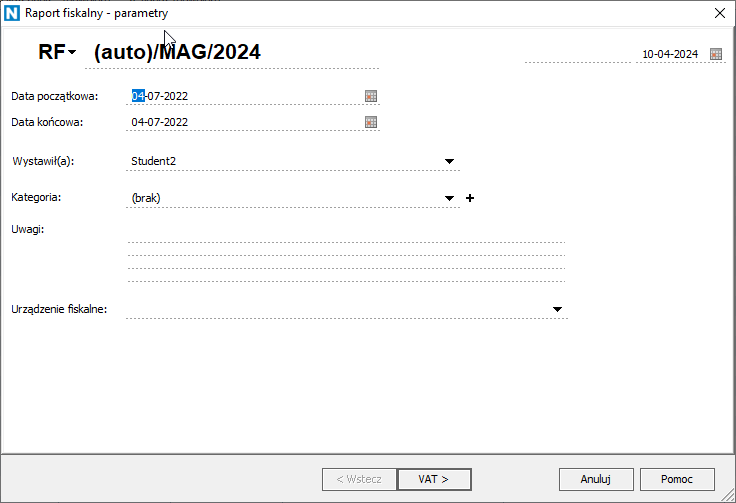 N Raport fiskalny - parametry
RF (auto)/MAG/2024 10-04-2024
Data początkowa: 04-07-2022
Data końcowa: 04-07-2022
Wystawił(a): Student2
Kategoria: (brak)
Uwagi:
Urządzenie fiskalne:
< Wstecz VAT > Anuluj Pomoc